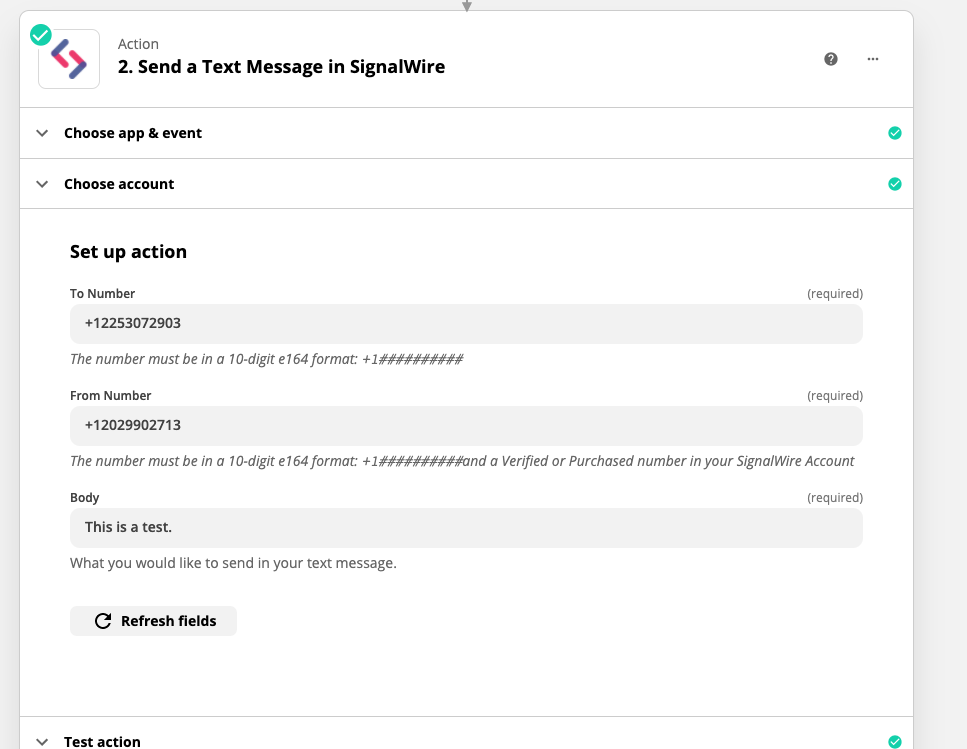 Action
2. Send a Text Message in SignalWire
Choose app & event
Choose account
Set up action
To Number (required)
+12253072903
The number must be in a 10-digit e164 format: +1##########
From Number (required)
+12029902713
The number must be in a 10-digit e164 format: +1##########and a Verified or Purchased number in your SignalWire Account
Body (required)
This is a test.
What you would like to send in your text message.
Refresh fields
Test action